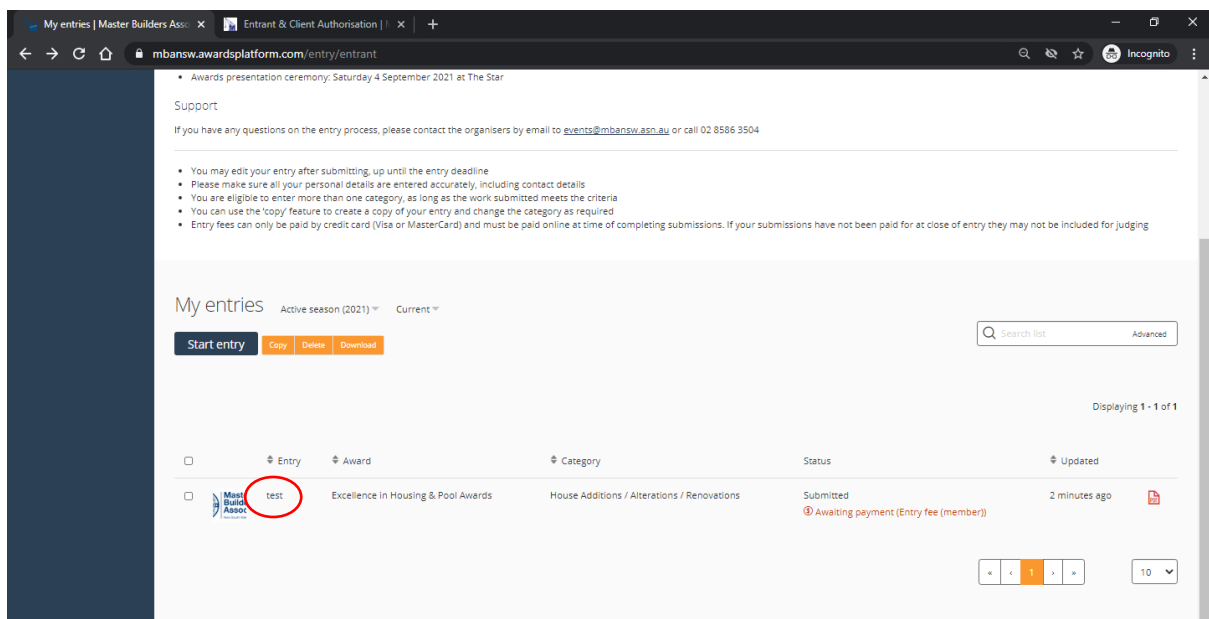 My entries | Master Builders Asso
Entrant & Client Authorisation |
mbansw.awardsplatform.com/entry/entrant
Incognito
Awards presentation ceremony: Saturday 4 September 2021 at The Star
Support
If you have any questions on the entry process, please contact the organisers by email to events@mbansw.asn.au or call 02 8586 3504
You may edit your entry after submitting, up until the entry deadline
Please make sure all your personal details are entered accurately, including contact details
You are eligible to enter more than one category, as long as the work submitted meets the criteria
You can use the 'copy' feature to create a copy of your entry and change the category as required
Entry fees can only be paid by credit card (Visa or MasterCard) and must be paid online at time of completing submissions. If your submissions have not been paid for at close of entry they may not be included for judging
My entries Active season (2021) Current
Start entry Copy Delete Download
Search list Advanced
Displaying 1 - 1 of 1
Entry Award Category Status Updated
Mast
Build
Assoc
test Excellence in Housing & Pool Awards House Additions / Alterations / Renovations Submitted 2 minutes ago
Awaiting payment (Entry fee (member))
« ‹ 1 › » 10